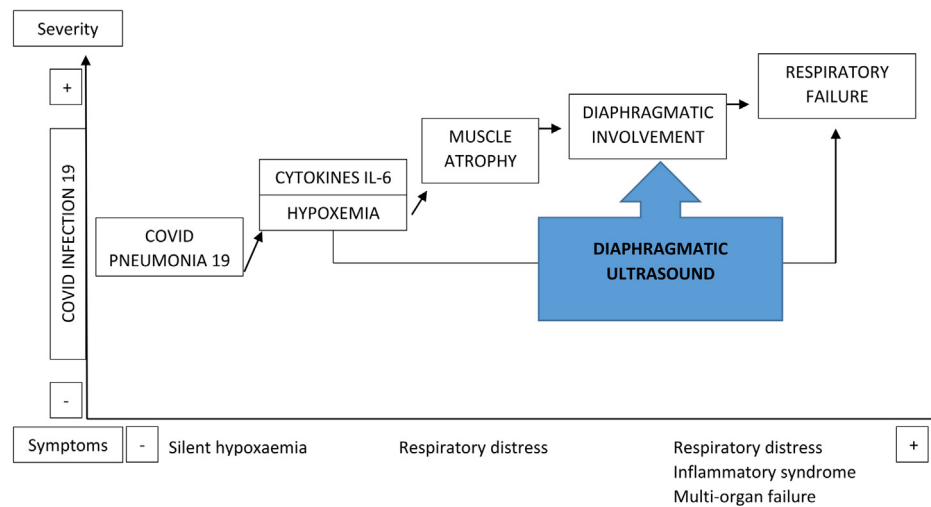 Severity
+
RESPIRATORY
FAILURE
DIAPHRAGMATIC
INVOLVEMENT
MUSCLE
ATROPHY
CYTOKINES IL-6
HYPOXEMIA
COVID
PNEUMONIA 19
DIAPHRAGMATIC
ULTRASOUND
COVID INFECTION 19
-
Symptoms
-
Silent hypoxaemia
Respiratory distress
Respiratory distress
Inflammatory syndrome
Multi-organ failure
+